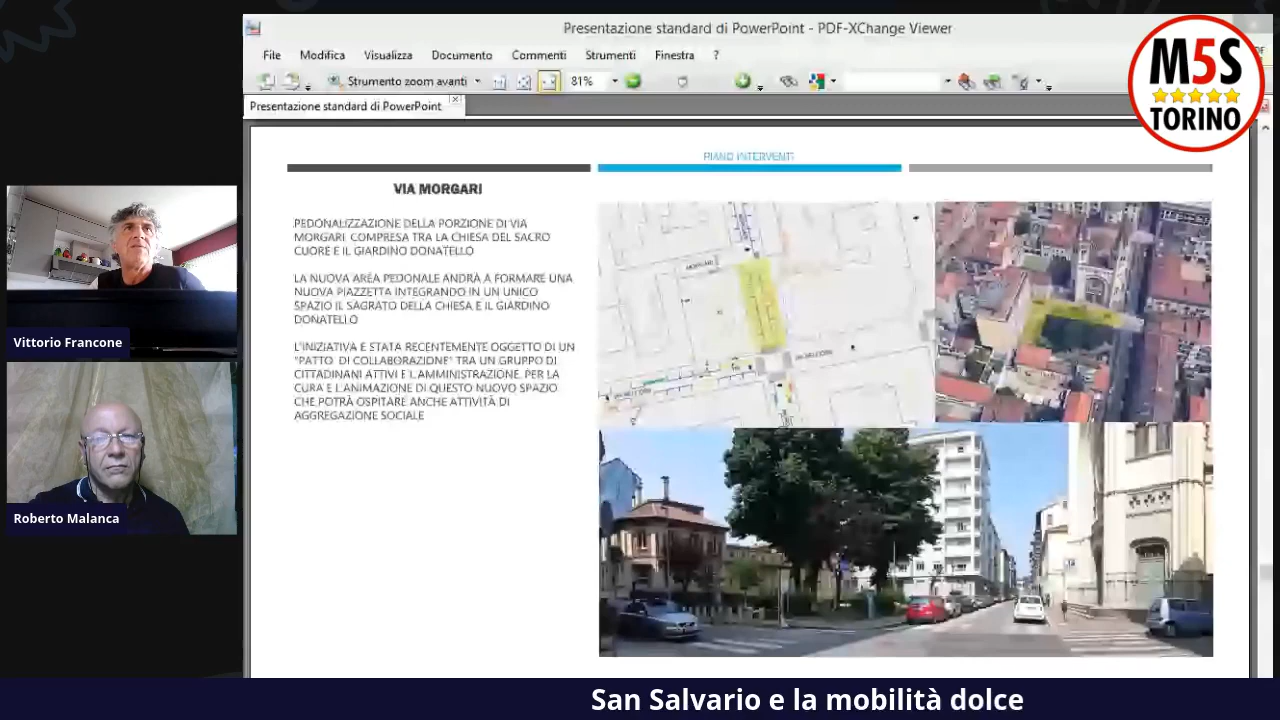 Presentazione standard di PowerPoint - PDF-XChange Viewer
File Modifica Visualizza Documento Commenti Strumenti Finestra ?
Strumento zoom avanti 81%
Presentazione standard di PowerPoint
M5S
TORINO
PIANO INTERVENTI
VIA MORGARI
PEDONALIZZAZIONE DELLA PORZIONE DI VIA
MORGARI COMPRESA TRA LA CHIESA DEL SACRO
CUORE E IL GIARDINO DONATELLO
LA NUOVA AREA PEDONALE ANDRÀ A FORMARE UNA
NUOVA PIAZZETTA INTEGRANDO IN UN UNICO
SPAZIO IL SAGRATO DELLA CHIESA E IL GIARDINO
DONATELLO
L'INIZIATIVA È STATA RECENTEMENTE OGGETTO DI UN
"PATTO DI COLLABORAZIONE" TRA UN GRUPPO DI
CITTADINANI ATTIVI E L'AMMINISTRAZIONE. PER LA
CURA E L'ANIMAZIONE DI QUESTO NUOVO SPAZIO
CHE POTRÀ OSPITARE ANCHE ATTIVITÀ DI
AGGREGAZIONE SOCIALE
MORGARI
Vittorio Francone
Roberto Malanca
San Salvario e la mobilità dolce